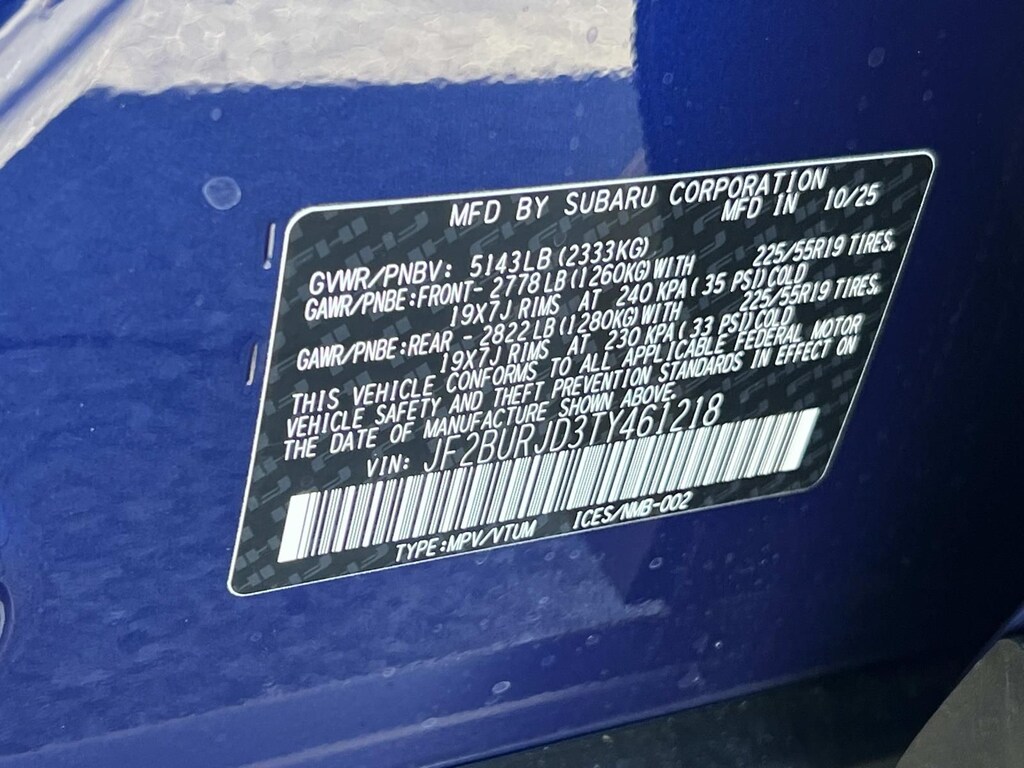 MFD BY SUBARU CORPORATION
MFD IN 10/25
GVWR/PNBV: 5143LB (2333KG)
GAWR/PNBE:FRONT- 2778LB (1260KG) WITH 225/55R19 TIRES,
19X7J RIMS AT 240 KPA ( 35 PSI) COLD
GAWR/PNBE:REAR - 2822LB (1280KG) WITH 225/55R19 TIRES,
19X7J RIMS AT 230 KPA ( 33 PSI) COLD
THIS VEHICLE CONFORMS TO ALL APPLICABLE FEDERAL MOTOR
VEHICLE SAFETY AND THEFT PREVENTION STANDARDS IN EFFECT ON
THE DATE OF MANUFACTURE SHOWN ABOVE.
VIN: JF2BURJD3TY461218
TYPE:MPV/VTUM ICES/NMB-002